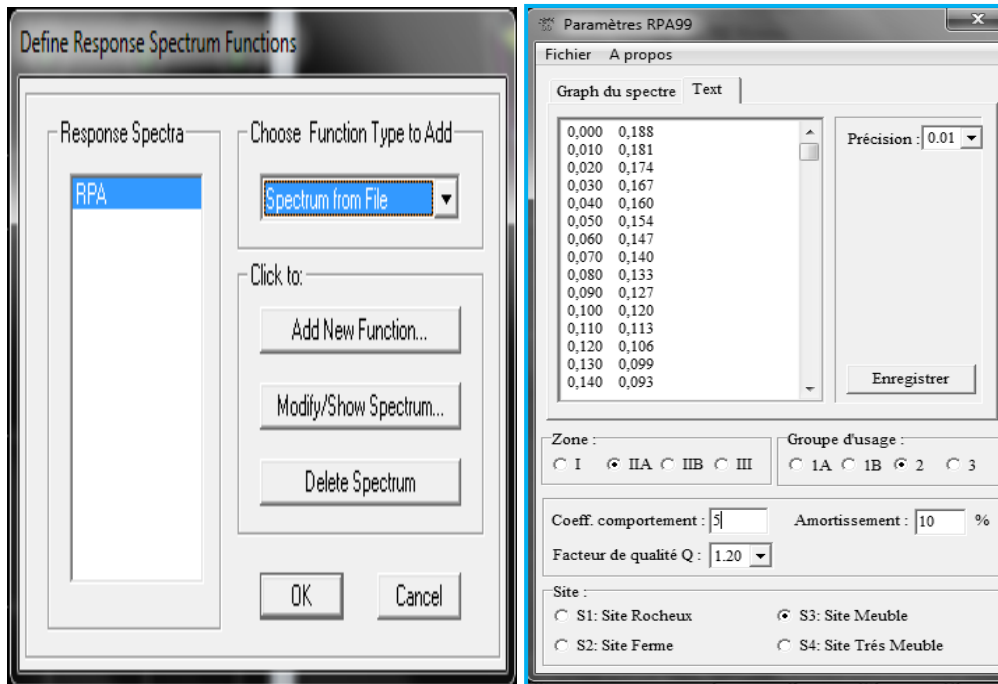 Define Response Spectrum Functions
Response Spectra
RPA
Choose Function Type to Add
Spectrum from File
Click to:
Add New Function...
Modify/Show Spectrum...
Delete Spectrum
OK
Cancel
Paramètres RPA99
x
Fichier A propos
Graph du spectre Text
0,000 0,188
0,010 0,181
0,020 0,174
0,030 0,167
0,040 0,160
0,050 0,154
0,060 0,147
0,070 0,140
0,080 0,133
0,090 0,127
0,100 0,120
0,110 0,113
0,120 0,106
0,130 0,099
0,140 0,093
Précision : 0.01
Enregistrer
Zone :
I IIA IIB III
Groupe d'usage :
1A 1B 2 3
Coeff. comportement : 5 Amortissement : 10 %
Facteur de qualité Q : 1.20
Site :
S1: Site Rocheux S3: Site Meuble
S2: Site Ferme S4: Site Trés Meuble